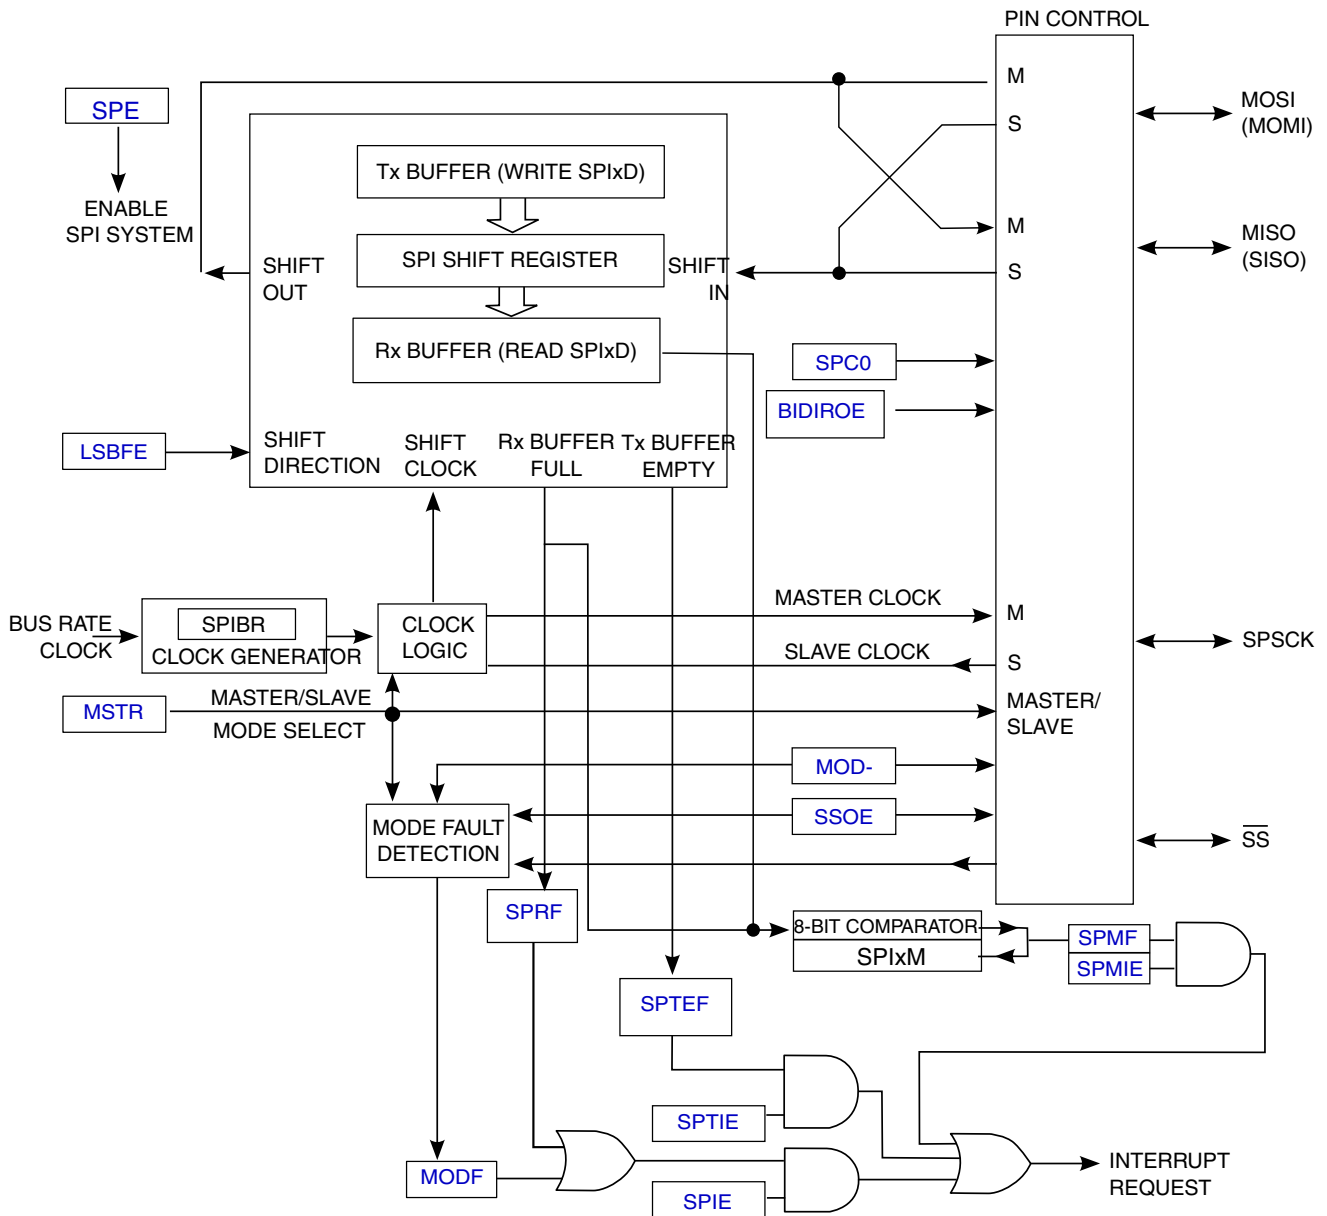 PIN CONTROL
M
MOSI
(MOMI)
S
SPE
ENABLE
SPI SYSTEM
Tx BUFFER (WRITE SPIxD)
M
MISO
(SISO)
SHIFT
OUT
SPI SHIFT REGISTER
SHIFT
IN
S
Rx BUFFER (READ SPIxD)
SPC0
BIDIROE
LSBFE
SHIFT
DIRECTION
SHIFT
CLOCK
Rx BUFFER
FULL
Tx BUFFER
EMPTY
BUS RATE
CLOCK
SPIBR
CLOCK GENERATOR
CLOCK
LOGIC
MASTER CLOCK
M
SLAVE CLOCK
S
SPSCK
MSTR
MASTER/SLAVE
MODE SELECT
MASTER/
SLAVE
MOD-
SSOE
MODE FAULT
DETECTION
SS
SPRF
8-BIT COMPARATOR
SPIxM
SPMF
SPMIE
SPTEF
SPTIE
MODF
SPIE
INTERRUPT
REQUEST